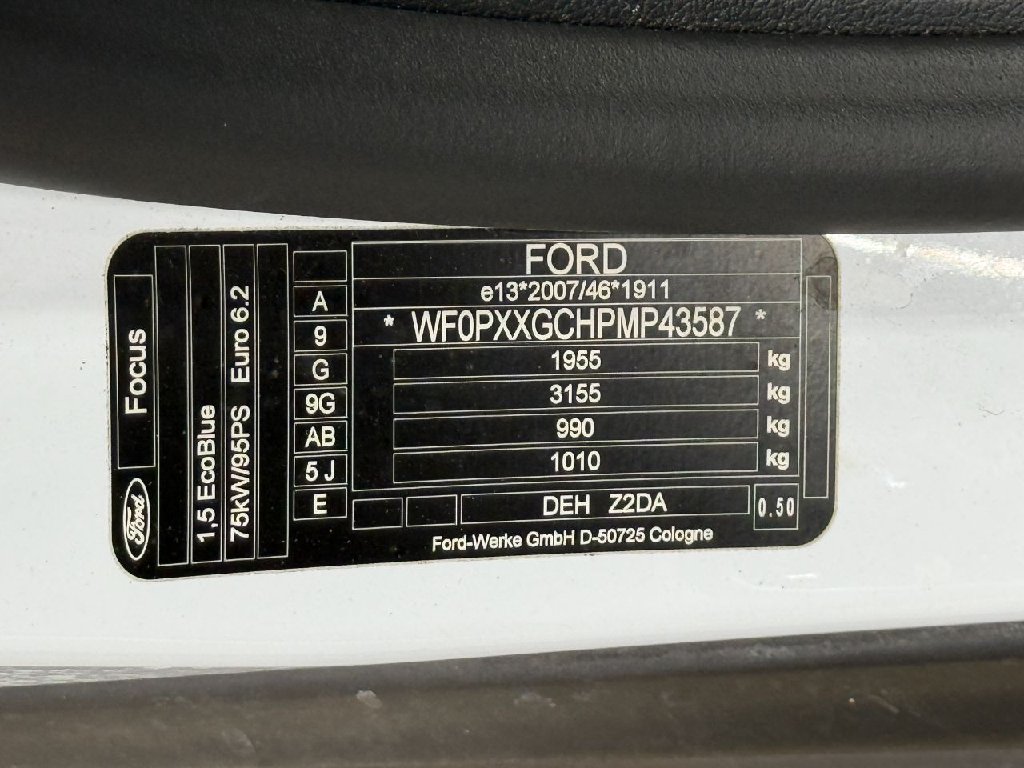 FORD
e13*2007/46*1911
* WF0PXXGCHPMP43587 *
1955 kg
3155 kg
990 kg
1010 kg
A
9
G
9G
AB
5J
E
DEH Z2DA
0.50
Ford-Werke GmbH D-50725 Cologne
Focus
Ford
1,5 EcoBlue
75kW/95PS Euro 6.2